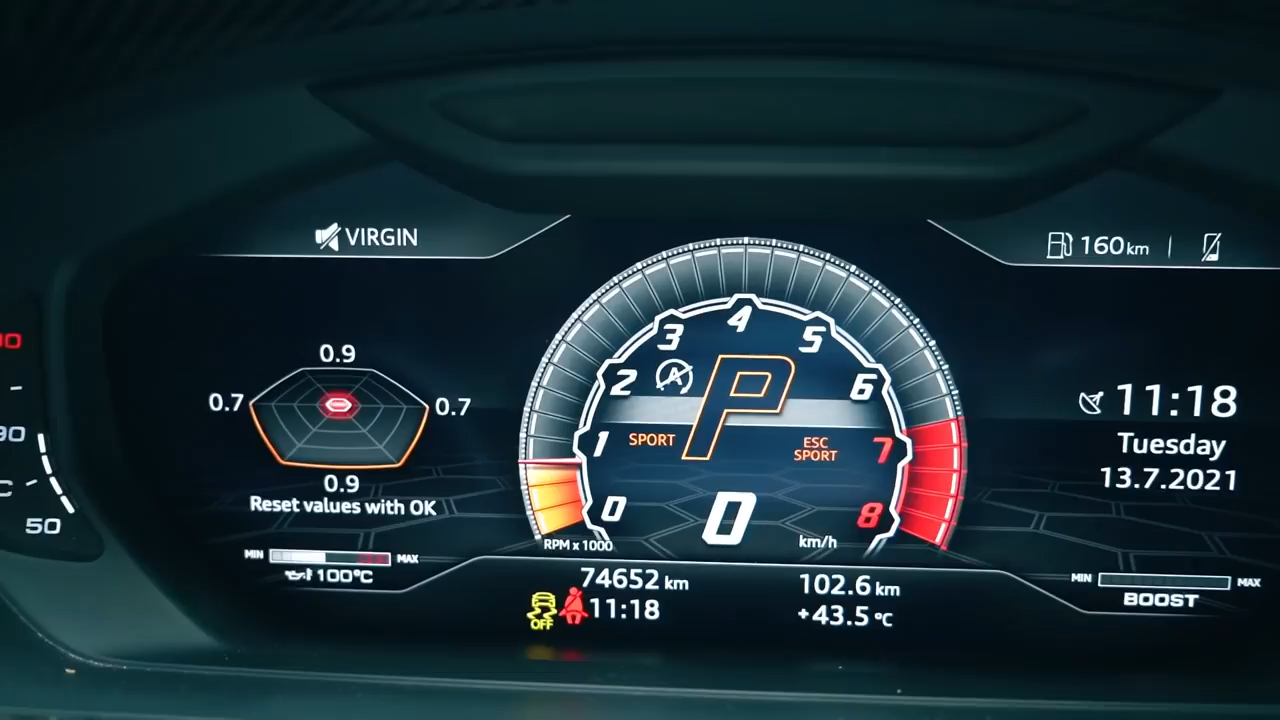 VIRGIN
160 km
0.9
0.7
0.7
0.9
Reset values with OK
MIN
MAX
100°C
90
C
50
0
1
2
3
4
5
6
7
8
A
P
SPORT
ESC
SPORT
0
RPM x 1000
km/h
74652 km
102.6 km
OFF
11:18
+43.5 °C
11:18
Tuesday
13.7.2021
MIN
MAX
BOOST